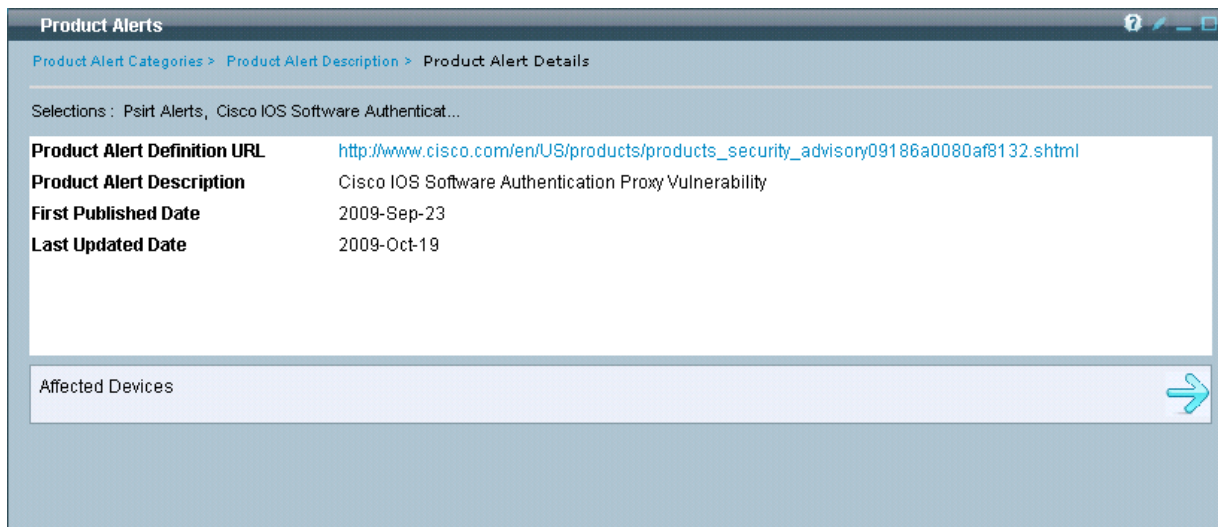 Product Alerts
Product Alert Categories > Product Alert Description > Product Alert Details
Selections : Psirt Alerts, Cisco IOS Software Authenticat...
Product Alert Definition URL http://www.cisco.com/en/US/products/products_security_advisory09186a0080af8132.shtml
Product Alert Description Cisco IOS Software Authentication Proxy Vulnerability
First Published Date 2009-Sep-23
Last Updated Date 2009-Oct-19
Affected Devices